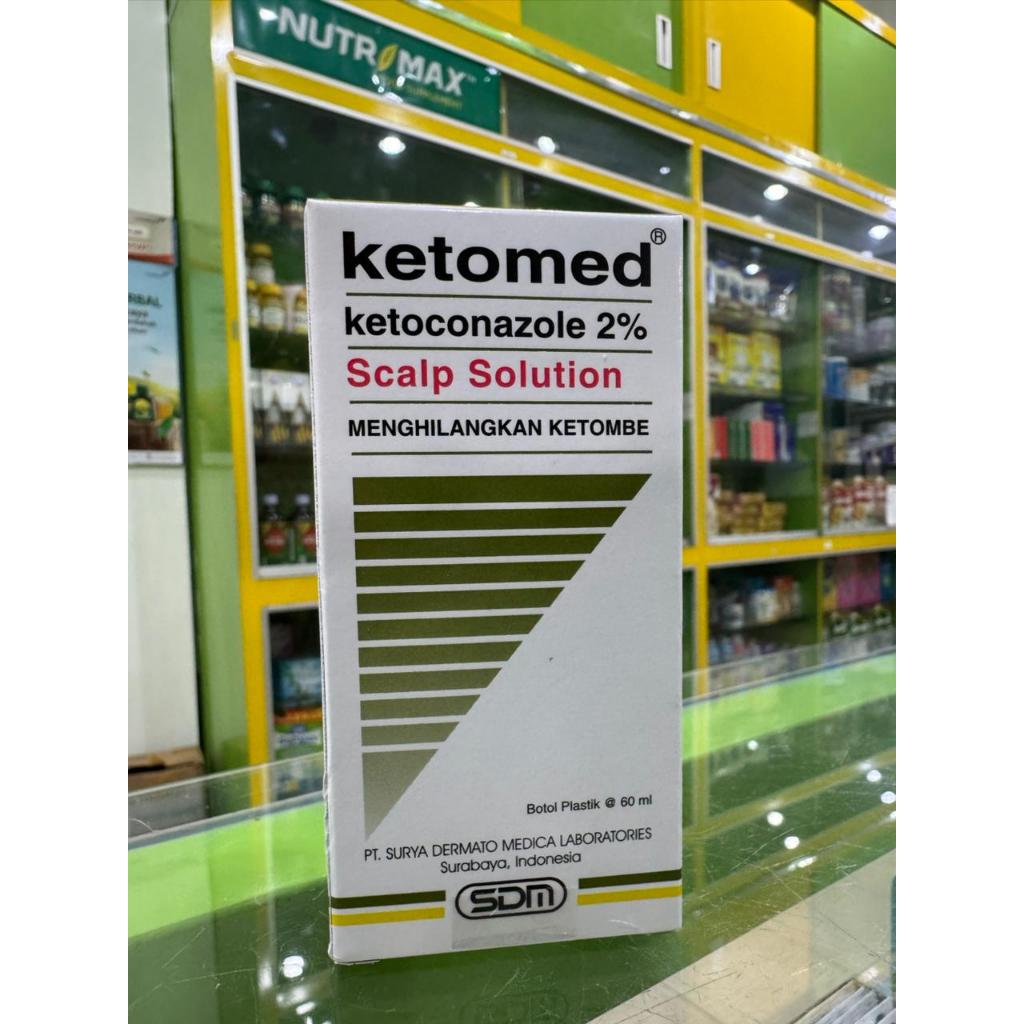 NUTRIMAX
SUPPLEMENT
ketomed®
ketoconazole 2%
Scalp Solution
MENGHILANGKAN KETOMBE
Botol Plastik @ 60 ml
PT. SURYA DERMATO MEDICA LABORATORIES
Surabaya, Indonesia
SDM